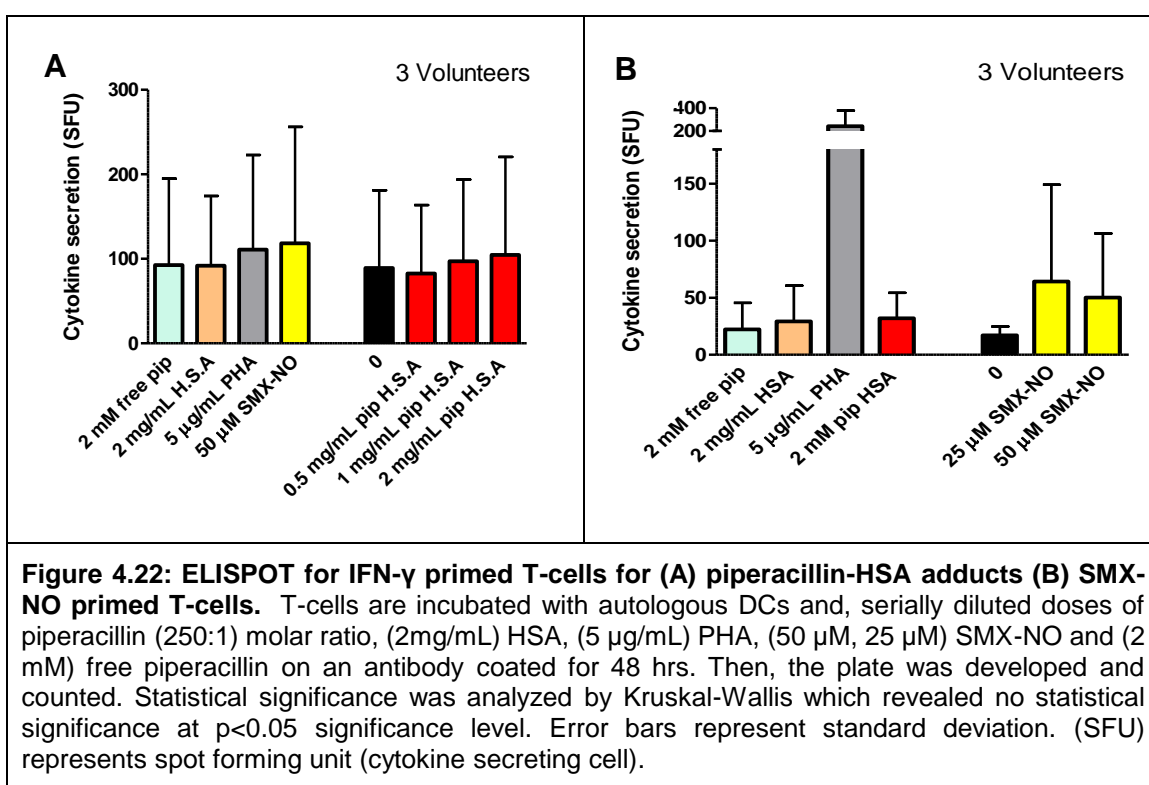 A
3 Volunteers
Cytokine secretion (SFU)
300
200
100
0
2 mM free pip
2 mg/mL H.S.A
5 µg/mL PHA
50 µM SMX-NO
0
0.5 mg/mL pip H.S.A
1 mg/mL pip H.S.A
2 mg/mL pip H.S.A
B
3 Volunteers
Cytokine secretion (SFU)
400
200
150
100
50
0
2 mM free pip
2 mg/mL HSA
5 µg/mL PHA
2 mM pip HSA
0
25 µM SMX-NO
50 µM SMX-NO
Figure 4.22: ELISPOT for IFN-γ primed T-cells for (A) piperacillin-HSA adducts (B) SMX-
NO primed T-cells. T-cells are incubated with autologous DCs and, serially diluted doses of
piperacillin (250:1) molar ratio, (2mg/mL) HSA, (5 µg/mL) PHA, (50 µM, 25 µM) SMX-NO and (2
mM) free piperacillin on an antibody coated for 48 hrs. Then, the plate was developed and
counted. Statistical significance was analyzed by Kruskal-Wallis which revealed no statistical
significance at p<0.05 significance level. Error bars represent standard deviation. (SFU)
represents spot forming unit (cytokine secreting cell).